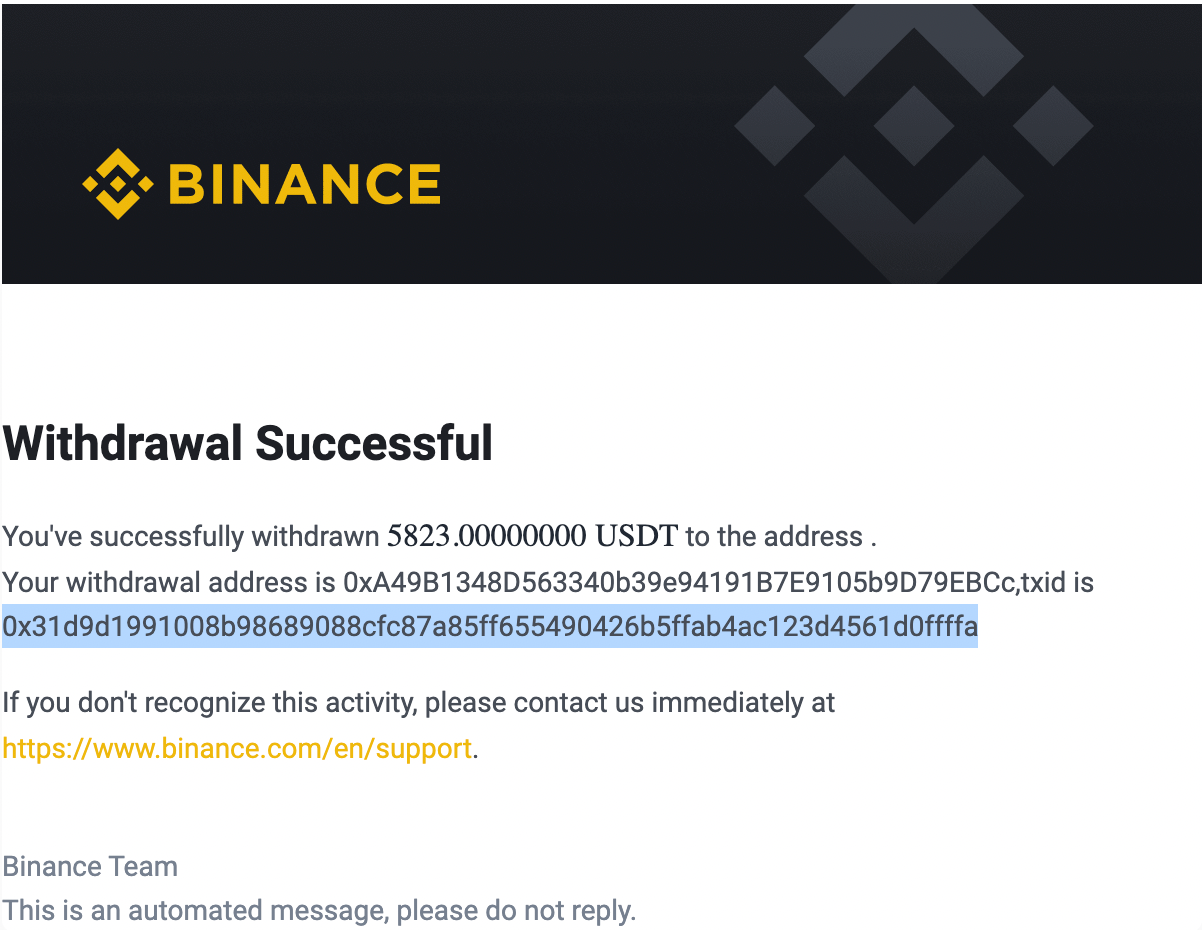 BINANCE
Withdrawal Successful
You've successfully withdrawn 5823.00000000 USDT to the address .
Your withdrawal address is 0xA49B1348D563340b39e94191B7E9105b9D79EBCc,txid is
0x31d9d1991008b98689088cfc87a85ff655490426b5ffab4ac123d4561d0ffffa
If you don't recognize this activity, please contact us immediately at
https://www.binance.com/en/support.
Binance Team
This is an automated message, please do not reply.